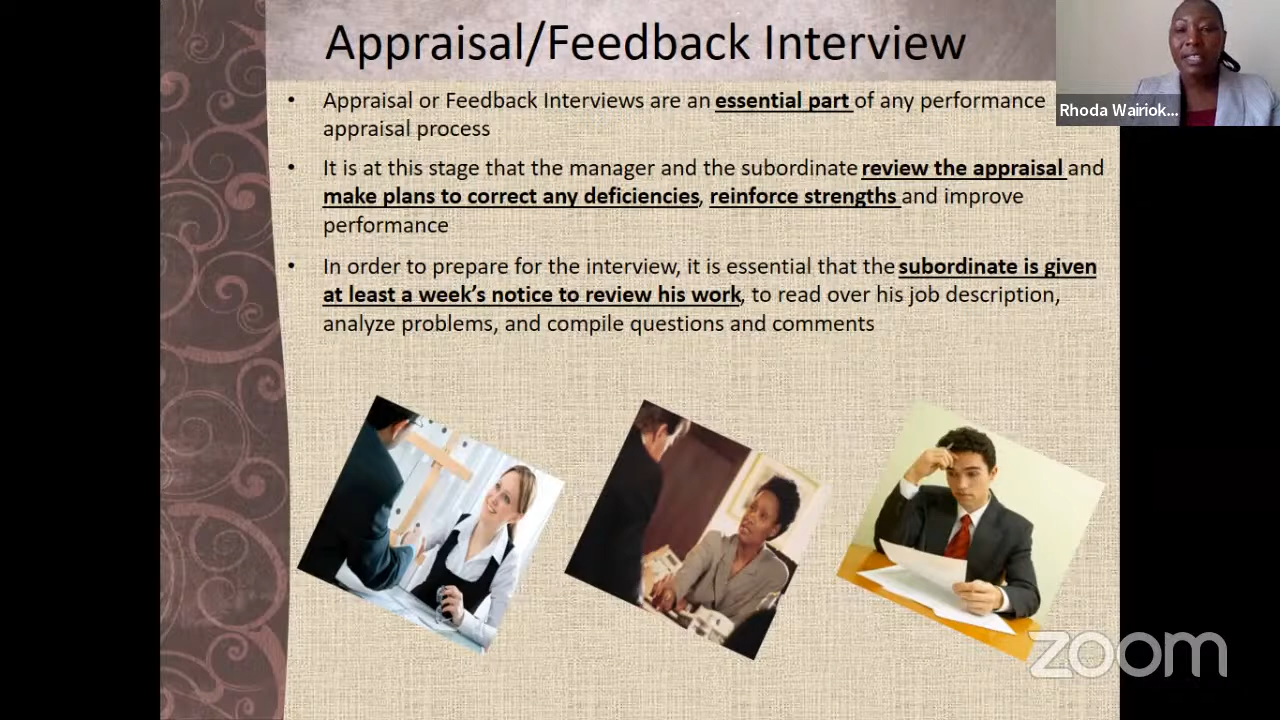 Appraisal/Feedback Interview
• Appraisal or Feedback Interviews are an essential part of any performance
appraisal process
• It is at this stage that the manager and the subordinate review the appraisal and
make plans to correct any deficiencies, reinforce strengths and improve
performance
• In order to prepare for the interview, it is essential that the subordinate is given
at least a week's notice to review his work, to read over his job description,
analyze problems, and compile questions and comments
Rhoda Wairiok...
zoom